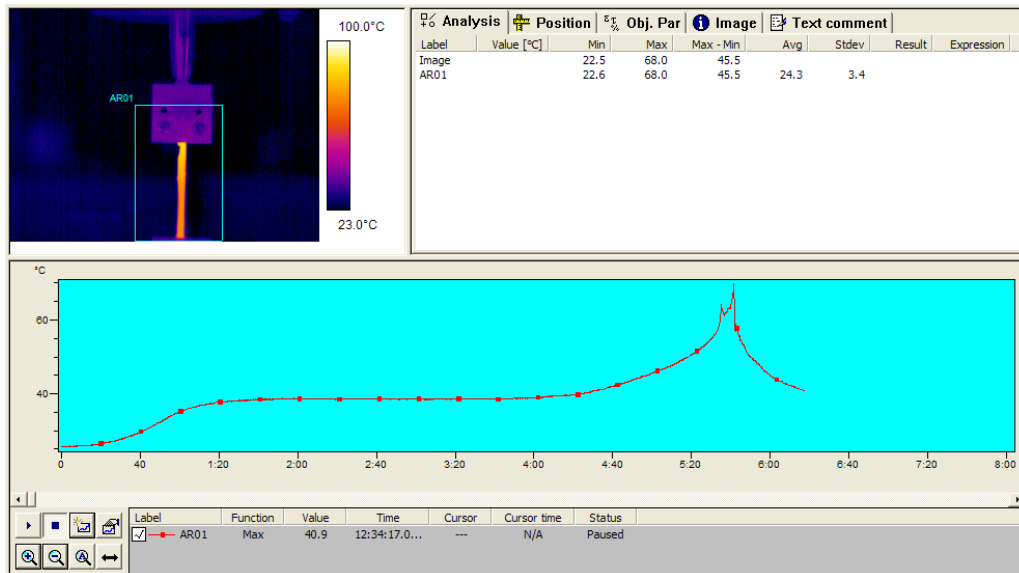 100.0°C
AR01
23.0°C
Analysis Position Obj. Par Image Text comment
Label Value [°C] Min Max Max - Min Avg Stdev Result Expression
Image 22.5 68.0 45.5
AR01 22.6 68.0 45.5 24.3 3.4
°C
60
40
0 40 1:20 2:00 2:40 3:20 4:00 4:40 5:20 6:00 6:40 7:20 8:00
Label Function Value Time Cursor Cursor time Status
AR01 Max 40.9 12:34:17.0... --- N/A Paused